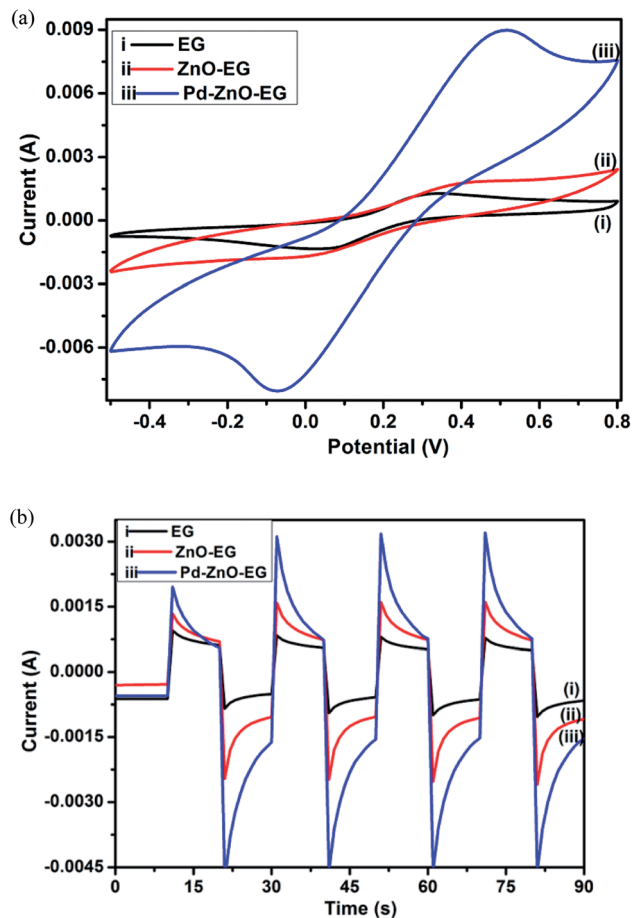 (a)
0.009
0.006
0.003
0.000
-0.003
-0.006
Current (A)
i EG
ii ZnO-EG
iii Pd-ZnO-EG
(iii)
(ii)
(i)
-0.4 -0.2 0.0 0.2 0.4 0.6 0.8
Potential (V)
(b)
0.0030
0.0015
0.0000
-0.0015
-0.0030
-0.0045
Current (A)
i EG
ii ZnO-EG
iii Pd-ZnO-EG
(i)
(ii)
(iii)
0 15 30 45 60 75 90
Time (s)